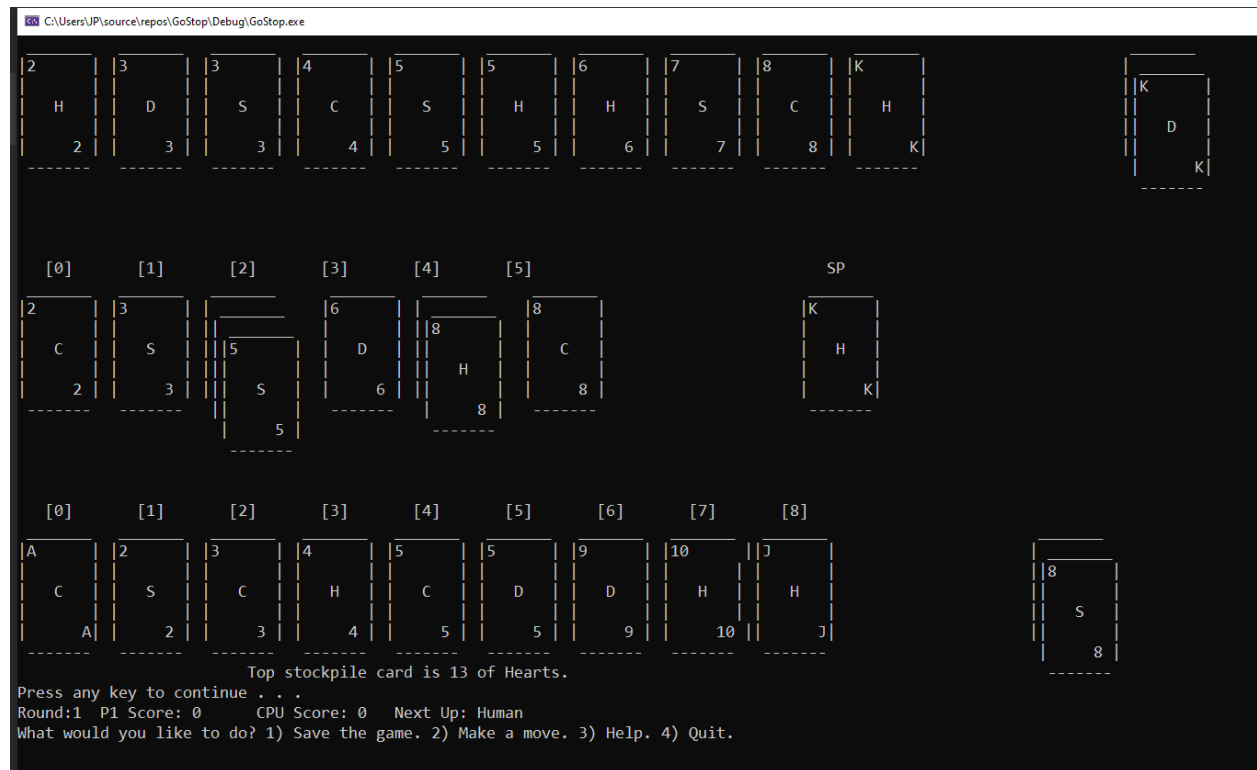 C:\Users\JP\source\repos\GoStop\Debug\GoStop.exe
2 3 3 4 5 5 6 7 8 K
K
H D S C S H H S C H
D
2 3 3 4 5 5 6 7 8 K
K
[0] [1] [2] [3] [4] [5] SP
2 3 6 8 K
8
5
C S D C H
H
S
2 3 6 8 K
8
5
[0] [1] [2] [3] [4] [5] [6] [7] [8]
A 2 3 4 5 5 9 10 J
8
C S C H C D D H H
S
A 2 3 4 5 5 9 10 J
8
Top stockpile card is 13 of Hearts.
Press any key to continue . . .
Round:1 P1 Score: 0 CPU Score: 0 Next Up: Human
What would you like to do? 1) Save the game. 2) Make a move. 3) Help. 4) Quit.